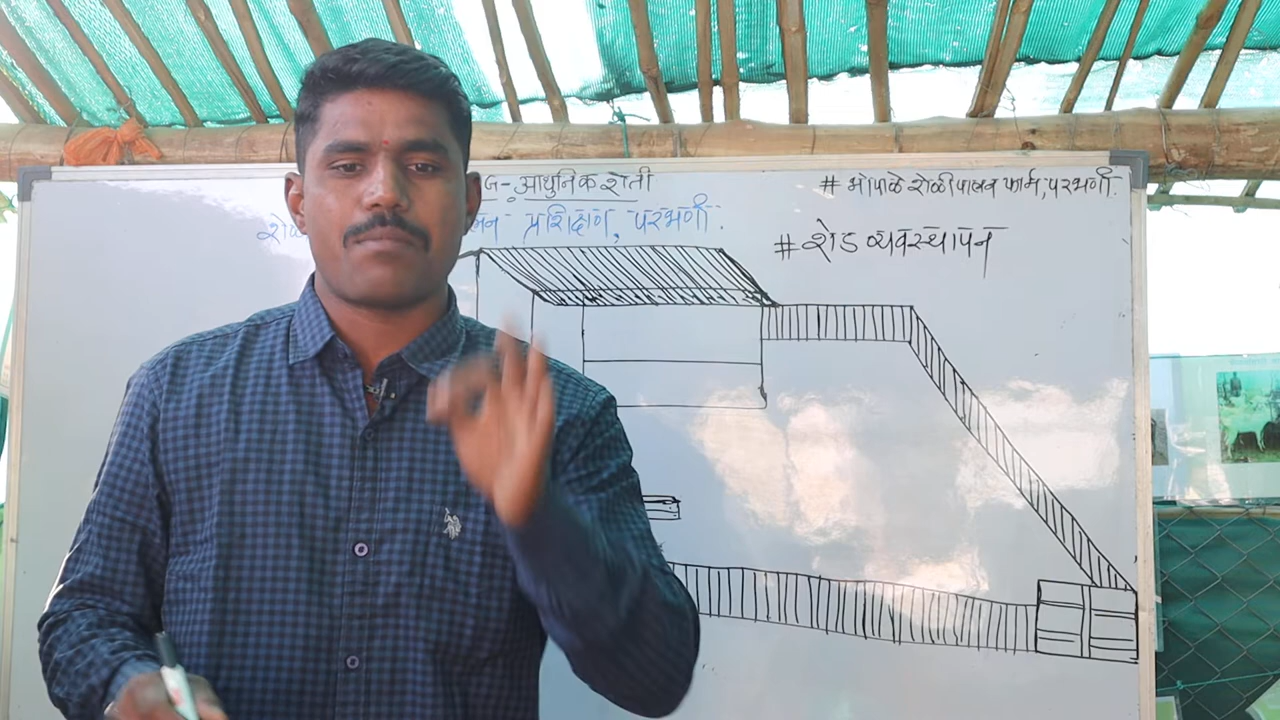 G-आधुनिक शेती
# भोपाळे शेळीपालन फार्म, परभणी.
प्रशिक्षण, परभणी.
# शेड व्यवस्थापन